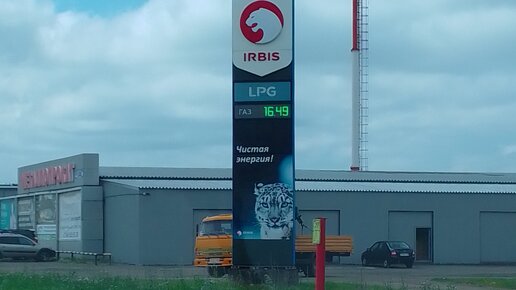 IRBIS
LPG
ГАЗ 16.49
Чистая
энергия!